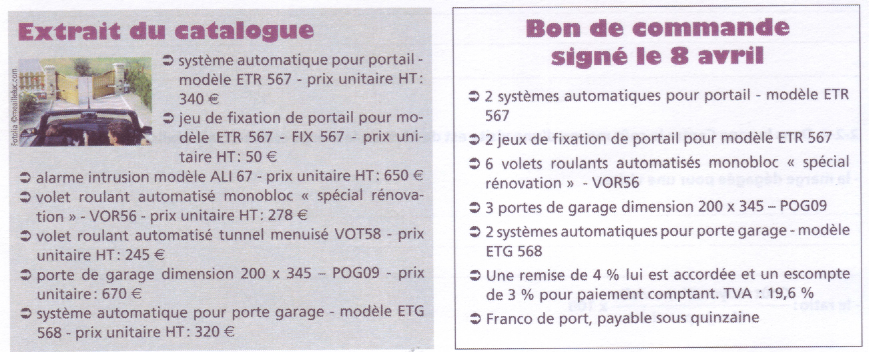 Extrait du catalogue
système automatique pour portail -
modèle ETR 567 - prix unitaire HT:
340 €
jeu de fixation de portail pour mo-
dèle ETR 567 - FIX 567 - prix uni-
taire HT: 50 €
alarme intrusion modèle ALI 67 - prix unitaire HT: 650 €
volet roulant automatisé monobloc « spécial rénova-
tion » - VOR56 - prix unitaire HT: 278 €
volet roulant automatisé tunnel menuisé VOT58 - prix
unitaire HT: 245 €
porte de garage dimension 200 x 345 – POG09 - prix
unitaire: 670 €
système automatique pour porte garage - modèle ETG
568 - prix unitaire HT: 320 €
Bon de commande
signé le 8 avril
2 systèmes automatiques pour portail - modèle ETR
567
2 jeux de fixation de portail pour modèle ETR 567
6 volets roulants automatisés monobloc « spécial
rénovation » - VOR56
3 portes de garage dimension 200 x 345 – POG09
2 systèmes automatiques pour porte garage - modèle
ETG 568
Une remise de 4 % lui est accordée et un escompte
de 3 % pour paiement comptant. TVA : 19,6 %
Franco de port, payable sous quinzaine